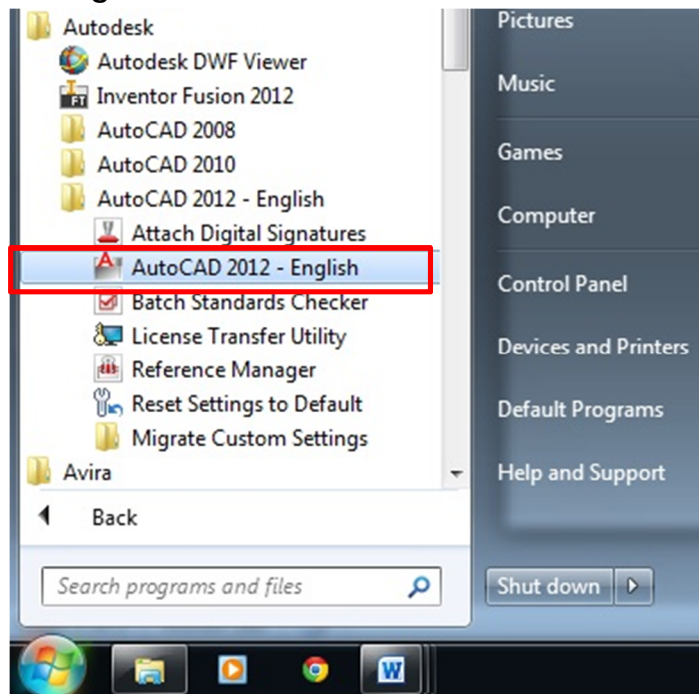 Autodesk
Autodesk DWF Viewer
Inventor Fusion 2012
AutoCAD 2008
AutoCAD 2010
AutoCAD 2012 - English
Attach Digital Signatures
AutoCAD 2012 - English
Batch Standards Checker
License Transfer Utility
Reference Manager
Reset Settings to Default
Migrate Custom Settings
Avira
Back
Search programs and files
Pictures
Music
Games
Computer
Control Panel
Devices and Printers
Default Programs
Help and Support
Shut down